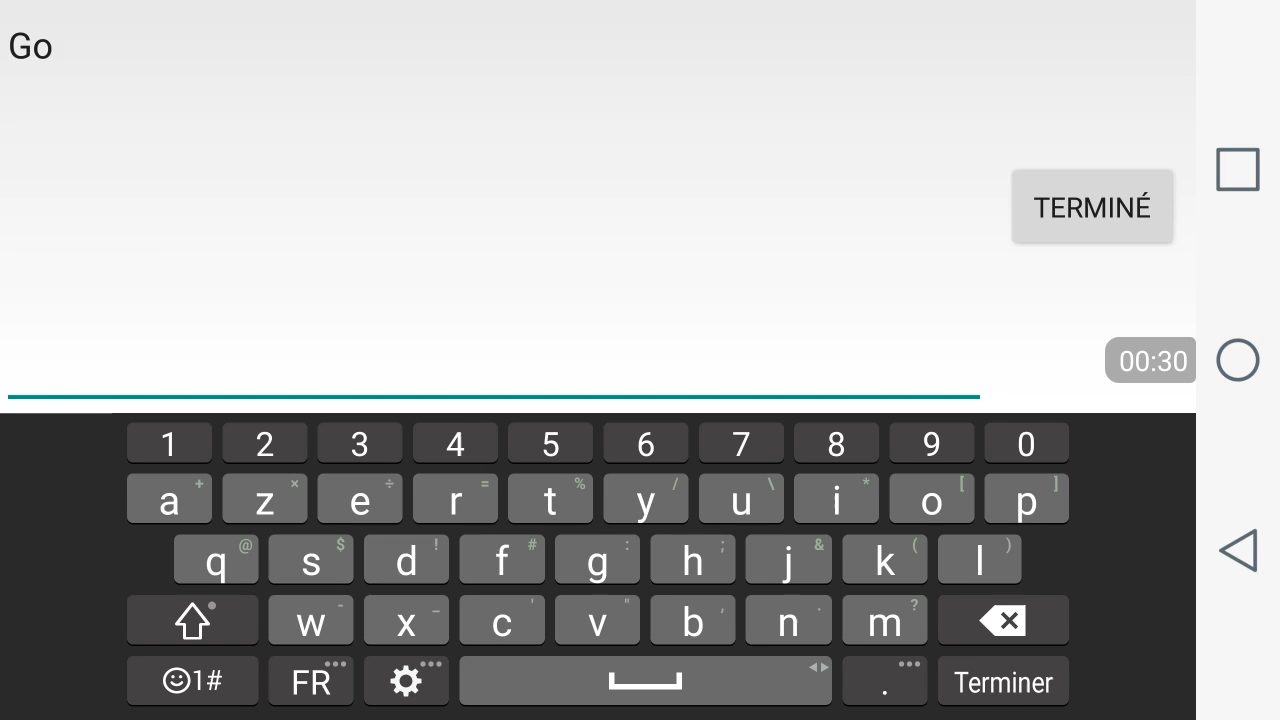 Go
TERMINÉ
00:30
1 2 3 4 5 6 7 8 9 0
a + z × e ÷ r = t % y / u \ i * o [ p ]
q @ s $ d ! f # g : h ; j & k ( l )
w - x _ c ' v " b , n . m ?
1# FR . Terminer